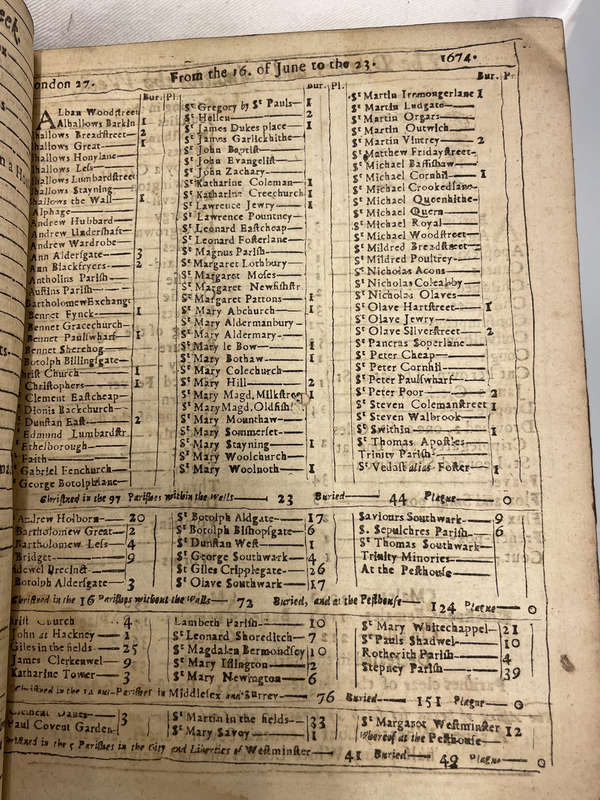 London 27. From the 16. of June to the 23. 1674.
Bur. Pl.
Alban Woodstreet
Alhallows Barkin 1
hallows Breadstreet 2
hallows Great 1
hallows Honylane
hallows Less
hallows Lumbardstreet
hallows Stayning
hallows the Wall 1
Alphage
Andrew Hubbard
Andrew Undershaft
Andrew Wardrobe
Ann Aldersgate 3
Ann Blackfryers 2
Antholins Parish
Austins Parish
Bartholomew Exchange
Bennet Fynck 1
Bennet Gracechurch
Bennet Paulswharf 1
Bennet Sherehog
Botolph Billingsgate
hrist Church 1
Christophers 1
Clement Eastcheap
Dionis Backchurch
Dunstan East 2
Edmund Lumbardstr.
Ethelborough
Faith
Gabriel Fenchurch
George Botolphlane
Bur. Pl.
Sᵗ Gregory by Sᵗ Pauls 1
Sᵗ Hellen 2
Sᵗ James Dukes place 1
Sᵗ James Garlickhithe
Sᵗ John Baptist
Sᵗ John Evangelist
Sᵗ John Zachary
Sᵗ Katharine Coleman 1
Sᵗ Katharine Creechurch 1
Sᵗ Lawrence Jewry 1
Sᵗ Lawrence Pountney
Sᵗ Leonard Eastcheap
Sᵗ Leonard Fosterlane
Sᵗ Magnus Parish
Sᵗ Margaret Lothbury
Sᵗ Margaret Moses
Sᵗ Margaret Newfishstr
Sᵗ Margaret Pattons 1
Sᵗ Mary Abchurch 1
Sᵗ Mary Aldermanbury
Sᵗ Mary Aldermary
Sᵗ Mary le Bow 1
Sᵗ Mary Bothaw 1
Sᵗ Mary Colechurch
Sᵗ Mary Hill 2
Sᵗ Mary Magd. Milkstreet 1
Sᵗ Mary Magd. Oldfish
Sᵗ Mary Mounthaw
Sᵗ Mary Sommerset
Sᵗ Mary Stayning 1
Sᵗ Mary Woolchurch
Sᵗ Mary Woolnoth 1
Bur. Pl
Sᵗ Martin Iremongerlane 1
Sᵗ Martin Ludgate
Sᵗ Martin Orgars
Sᵗ Martin Outwich
Sᵗ Martin Vintrey 2
Sᵗ Matthew Fridaystreet
Sᵗ Michael Bassishaw
Sᵗ Michael Cornhil 1
Sᵗ Michael Crookedlane
Sᵗ Michael Queenhithe
Sᵗ Michael Quern
Sᵗ Michael Royal
Sᵗ Michael Woodstreet
Sᵗ Mildred Breadstreet
Sᵗ Mildred Poultrey
Sᵗ Nicholas Acons
Sᵗ Nicholas Coleabby
Sᵗ Nicholas Olaves
Sᵗ Olave Hartstreet 1
Sᵗ Olave Jewry
Sᵗ Olave Silverstreet 2
Sᵗ Pancras Soperlane
Sᵗ Peter Cheap
Sᵗ Peter Cornhil
Sᵗ Peter Paulswharf
Sᵗ Peter Poor 2
Sᵗ Steven Colemanstreet 1
Sᵗ Steven Walbrook
Sᵗ Swithin 1
Sᵗ Thomas Apostles
Trinity Parish
Sᵗ Vedast alias Foster 1
Christned in the 97 Parishes within the Walls 23 Buried 44 Plague 0
Andrew Holborn 20
Bartholomew Great 2
Bartholomew Less 4
Bridget 9
idewel Precinct
Botolph Aldersgate 3
Sᵗ Botolph Aldgate 17
Sᵗ Botolph Bishopsgate 6
Sᵗ Dunstan West
Sᵗ George Southwark 4
St Giles Cripplegate 26
Sᵗ Olave Southwark 17
Saviours Southwark 9
S. Sepulchres Parish 6
Sᵗ Thomas Southwark
Trinity Minories
At the Pesthouse
Christned in the 16 Parishes without the Walls 72 Buried, and at the Pesthouse 124 Plague 0
hrist Church 4
John at Hackney 1
Giles in the fields 25
James Clerkenwel 9
Katharine Tower 3
Lambeth Parish 10
Sᵗ Leonard Shoreditch 7
Sᵗ Magdalen Bermondsey 10
Sᵗ Mary Islington 2
Sᵗ Mary Newington 6
Sᵗ Mary Whitechappel 21
Sᵗ Pauls Shadwel 10
Rotherith Parish 4
Stepney Parish 39
Christned in the 12 out-Parishes in Middlesex and Surrey 76 Buried 151 Plague 0
Clement Danes
Paul Covent Garden 3
Sᵗ Martin in the fields 33
Sᵗ Mary Savoy 1
Sᵗ Margaret Westminster 12
Whereof at the Pesthouse
Christned in the 5 Parishes in the City and Liberties of Westminster 41 Buried 49 Plague 0